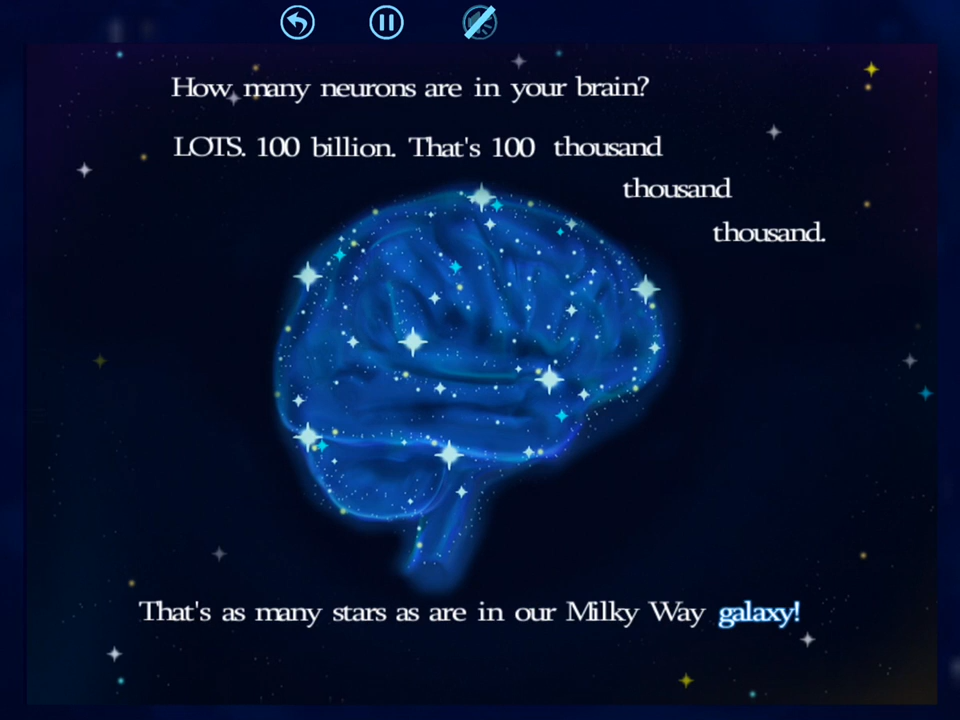 How many neurons are in your brain?
LOTS. 100 billion. That's 100 thousand
thousand
thousand.
That's as many stars as are in our Milky Way galaxy!